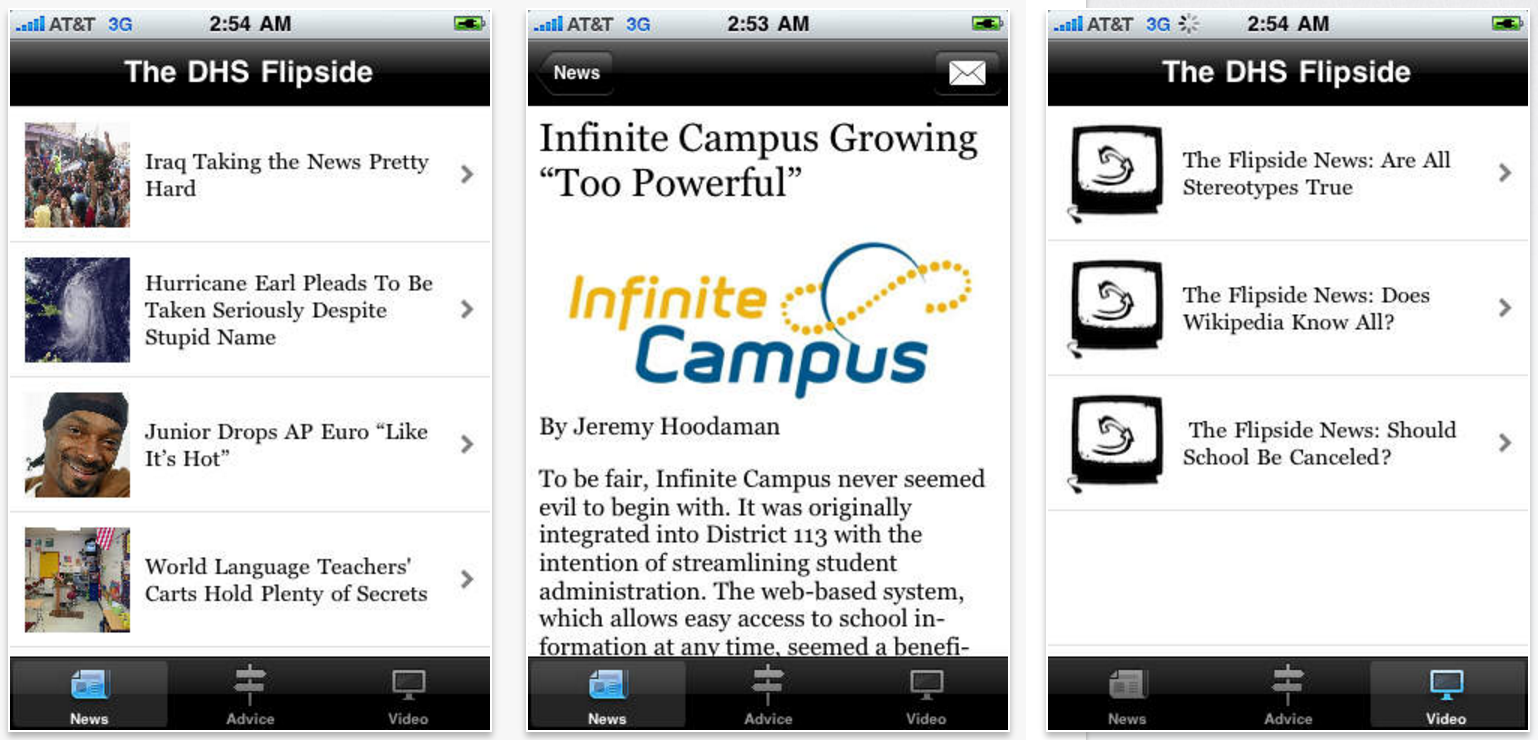 AT&T 3G 2:54 AM
The DHS Flipside
Iraq Taking the News Pretty
Hard
Hurricane Earl Pleads To Be
Taken Seriously Despite
Stupid Name
Junior Drops AP Euro “Like
It’s Hot”
World Language Teachers'
Carts Hold Plenty of Secrets
News Advice Video
AT&T 3G 2:53 AM
News
Infinite Campus Growing
“Too Powerful”
Infinite
Campus
By Jeremy Hoodaman
To be fair, Infinite Campus never seemed
evil to begin with. It was originally
integrated into District 113 with the
intention of streamlining student
administration. The web-based system,
which allows easy access to school in-
formation at any time, seemed a benefi-
News Advice Video
AT&T 3G 2:54 AM
The DHS Flipside
The Flipside News: Are All
Stereotypes True
The Flipside News: Does
Wikipedia Know All?
The Flipside News: Should
School Be Canceled?
News Advice Video